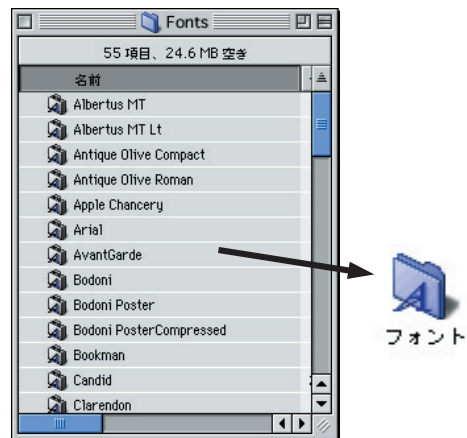 Fonts
55 項目、24.6 MB 空き
名前
Albertus MT
Albertus MT Lt
Antique Olive Compact
Antique Olive Roman
Apple Chancery
Arial
AvantGarde
Bodoni
Bodoni Poster
Bodoni PosterCompressed
Bookman
Candid
Clarendon
フォント